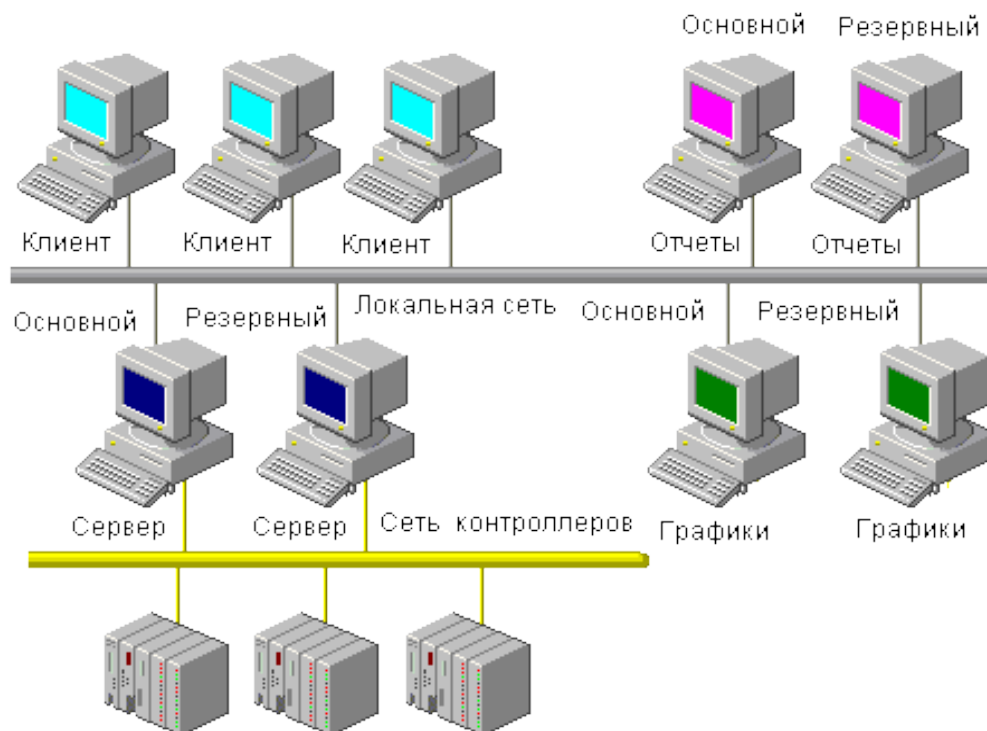 Основной Резервный
Клиент Клиент Клиент Отчеты Отчеты
Основной Резервный Локальная сеть Основной Резервный
Сервер Сервер Сеть контроллеров Графики Графики